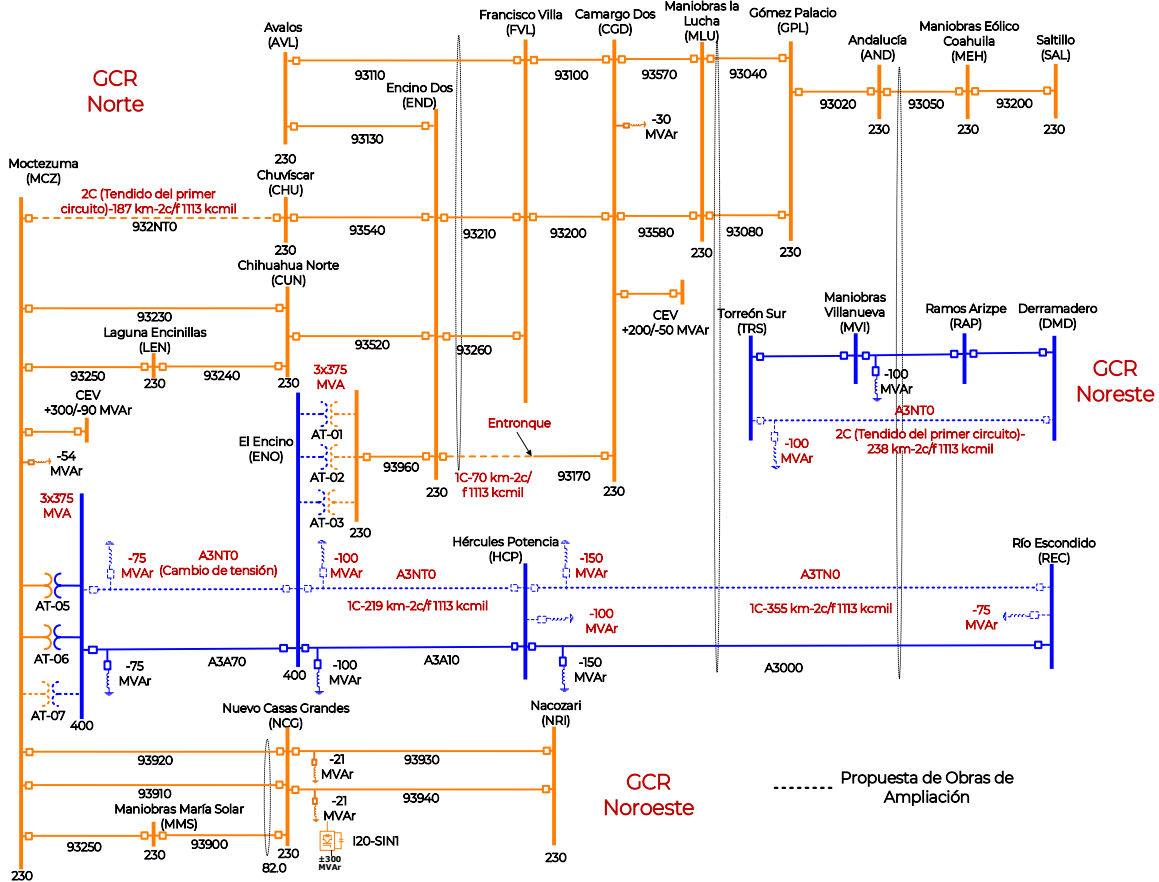 Francisco Villa
(FVL)
Camargo Dos
(CGD)
Maniobras la
Lucha
(MLU)
Gómez Palacio
(GPL)
Avalos
(AVL)
Andalucía
(AND)
Maniobras Eólico
Coahuila
(MEH)
Saltillo
(SAL)
GCR
Norte
93110
93100
93570
93040
Encino Dos
(END)
93020
93050
93200
-30
MVAr
93130
230
230
230
230
Moctezuma
(MCZ)
Chuvíscar
(CHU)
2C (Tendido del primer
circuito)-187 km-2c/f 1113 kcmil
932NT0
93540
93210
93200
93580
93080
230
230
230
Chihuahua Norte
(CUN)
93230
CEV
+200/-50 MVAr
Torreón Sur
(TRS)
Maniobras
Villanueva
(MVI)
Ramos Arizpe
(RAP)
Derramadero
(DMD)
Laguna Encinillas
(LEN)
93520
93260
93250
93240
230
230
3x375
MVA
-100
MVAr
GCR
Noreste
CEV
+300/-90 MVAr
AT-01
Entronque
A3NT0
2C (Tendido del primer circuito)-
238 km-2c/f 1113 kcmil
-100
MVAr
El Encino
(ENO)
-54
MVAr
AT-02
93960
230
1C-70 km-2c/
f 1113 kcmil
93170
230
3x375
MVA
AT-03
230
-75
MVAr
A3NT0
(Cambio de tensión)
-100
MVAr
Hércules Potencia
(HCP)
A3NT0
-150
MVAr
A3TN0
Río Escondido
(REC)
AT-05
1C-219 km-2c/f 1113 kcmil
-100
MVAr
1C-355 km-2c/f 1113 kcmil
-75
MVAr
AT-06
-75
MVAr
A3A70
400
-100
MVAr
A3A10
-150
MVAr
A3000
AT-07
400
Nuevo Casas Grandes
(NCG)
Nacozari
(NRI)
93920
-21
MVAr
93930
93910
-21
MVAr
93940
GCR
Noroeste
Propuesta de Obras de
Ampliación
Maniobras María Solar
(MMS)
93250
230
93900
230
82.0
I20-SIN1
±300
MVAr
230
230